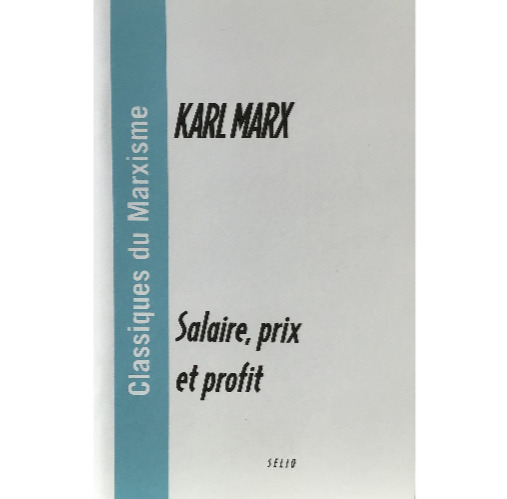 Classiques du Marxisme
KARL MARX
Salaire, prix
et profit
SELIO